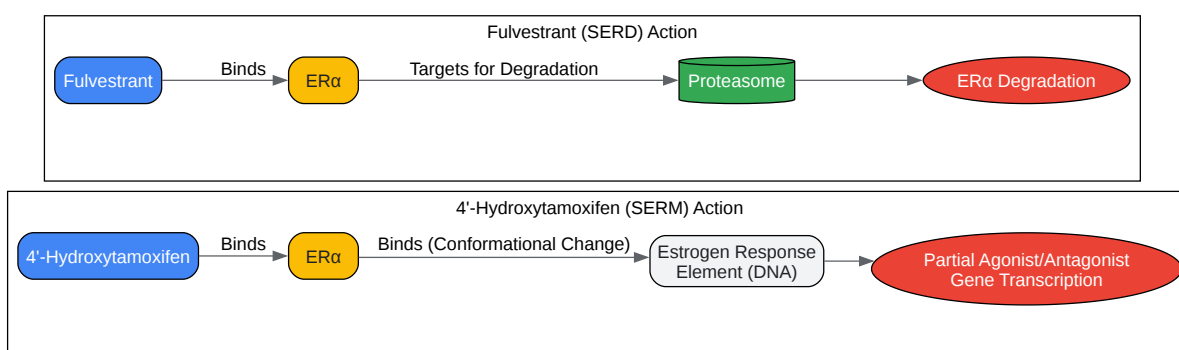 Fulvestrant (SERD) Action
Fulvestrant
Binds
ERα
Targets for Degradation
Proteasome
ERα Degradation
4'-Hydroxytamoxifen (SERM) Action
4'-Hydroxytamoxifen
Binds
ERα
Binds (Conformational Change)
Estrogen Response
Element (DNA)
Partial Agonist/Antagonist
Gene Transcription